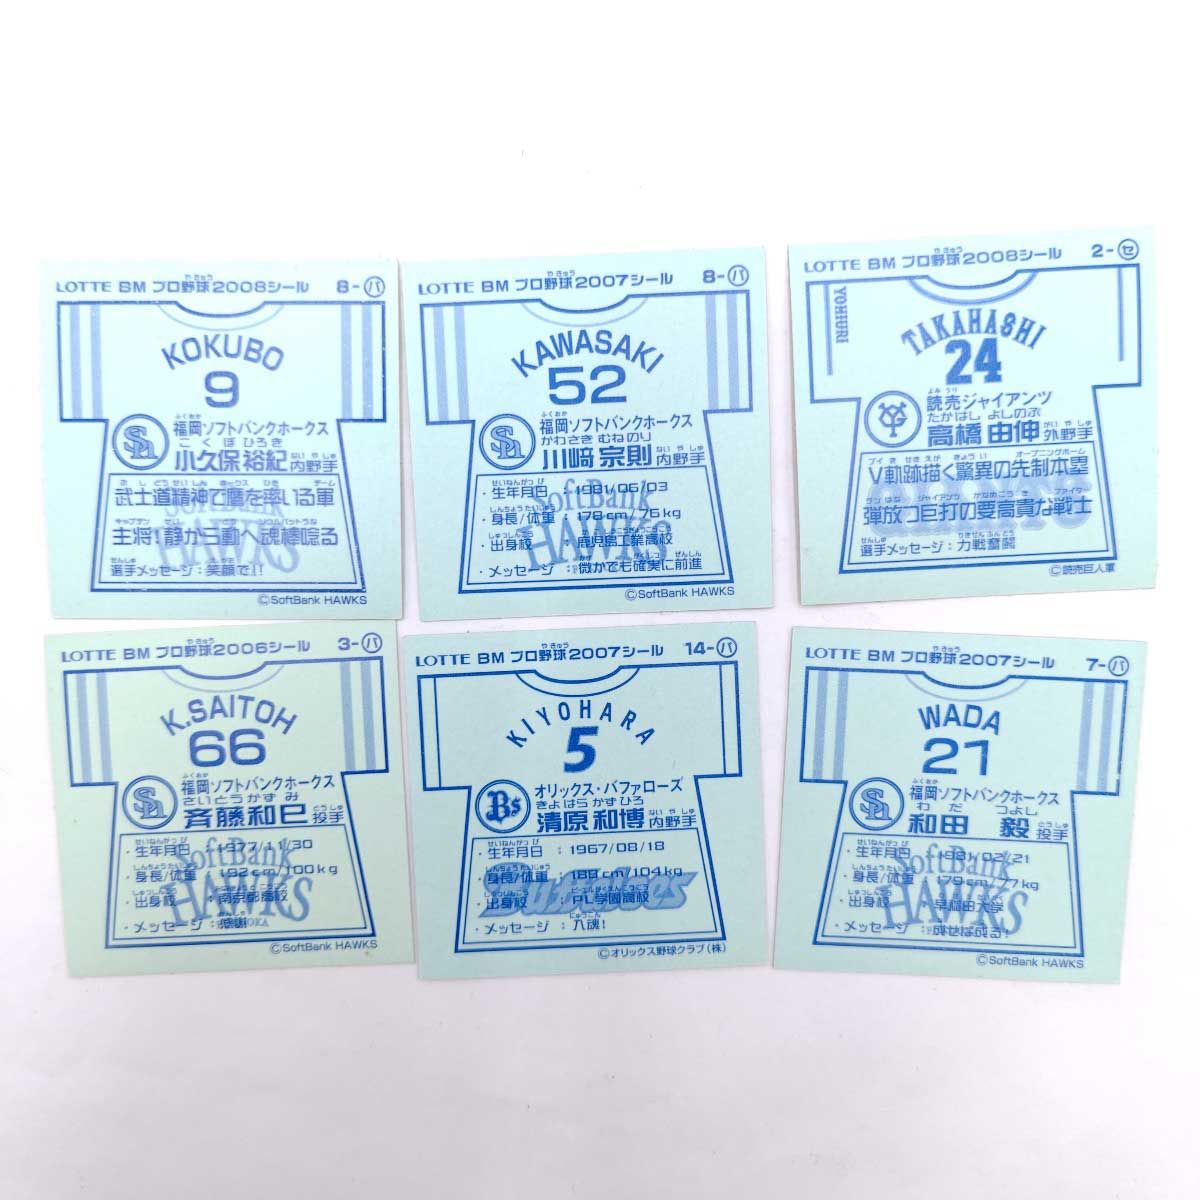 LOTTE BM プロ野球2008シール 8-パ
KOKUBO
9
福岡ソフトバンクホークス
こくぼひろき
小久保 裕紀 内野手
武士道精神で鷹を率いる軍
主将!静から動へ魂棒唸る
選手メッセージ:笑顔で!!
©SoftBank HAWKS
LOTTE BM プロ野球2007シール 8-パ
KAWASAKI
52
福岡ソフトバンクホークス
かわさき むねのり
川﨑 宗則 内野手
・生年月日 : 1981/06/03
・身長/体重 : 178cm/76kg
・出身校 : 鹿児島工業高校
・メッセージ : 微かでも確実に前進
©SoftBank HAWKS
LOTTE BM プロ野球2008シール 2-セ
YOMIURI
TAKAHASHI
24
読売ジャイアンツ
たかはし よしのぶ
高橋 由伸 外野手
V軌跡描く驚異の先制本塁
弾放つ巨打の要高貴な戦士
選手メッセージ:力戦奮闘
©読売巨人軍
LOTTE BM プロ野球2006シール 3-パ
K.SAITOH
66
福岡ソフトバンクホークス
さいとうかずみ
斉藤和巳 投手
・生年月日 : 1977/11/30
・身長/体重 : 192cm/100kg
・出身校 : 南京都高校
・メッセージ : 感謝
©SoftBank HAWKS
LOTTE BM プロ野球2007シール 14-パ
KIYOHARA
5
オリックス・バファローズ
きよはら かずひろ
清原 和博 内野手
・生年月日 : 1967/08/18
・身長/体重 : 188cm/104kg
・出身校 : PL学園高校
・メッセージ : 入魂!
©オリックス野球クラブ(株)
LOTTE BM プロ野球2007シール 7-パ
WADA
21
福岡ソフトバンクホークス
わだ つよし
和田 毅 投手
・生年月日 : 1981/02/21
・身長/体重 : 179cm/77kg
・出身校 : 早稲田大学
・メッセージ : 成せば成る!
©SoftBank HAWKS